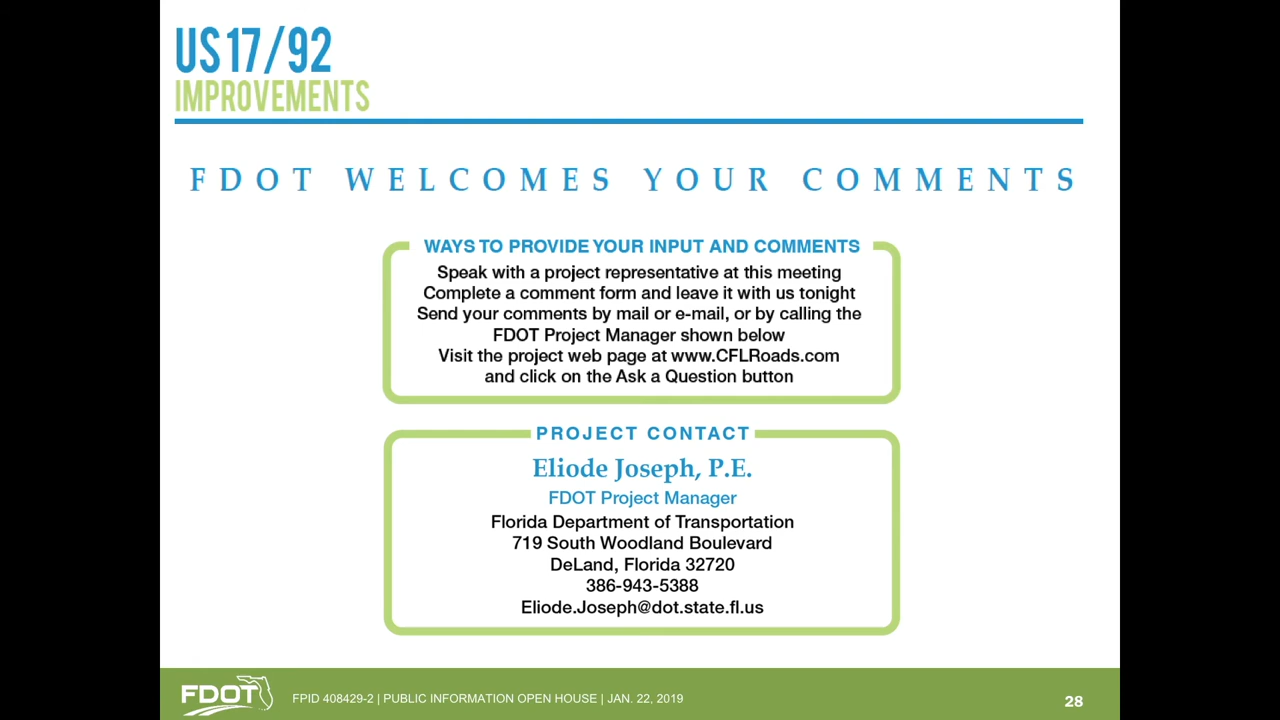 US 17/92
IMPROVEMENTS
FDOT WELCOMES YOUR COMMENTS
WAYS TO PROVIDE YOUR INPUT AND COMMENTS
Speak with a project representative at this meeting
Complete a comment form and leave it with us tonight
Send your comments by mail or e-mail, or by calling the
FDOT Project Manager shown below
Visit the project web page at www.CFLRoads.com
and click on the Ask a Question button
PROJECT CONTACT
Eliode Joseph, P.E.
FDOT Project Manager
Florida Department of Transportation
719 South Woodland Boulevard
DeLand, Florida 32720
386-943-5388
Eliode.Joseph@dot.state.fl.us
FDOT
FPID 408429-2 | PUBLIC INFORMATION OPEN HOUSE | JAN. 22, 2019
28